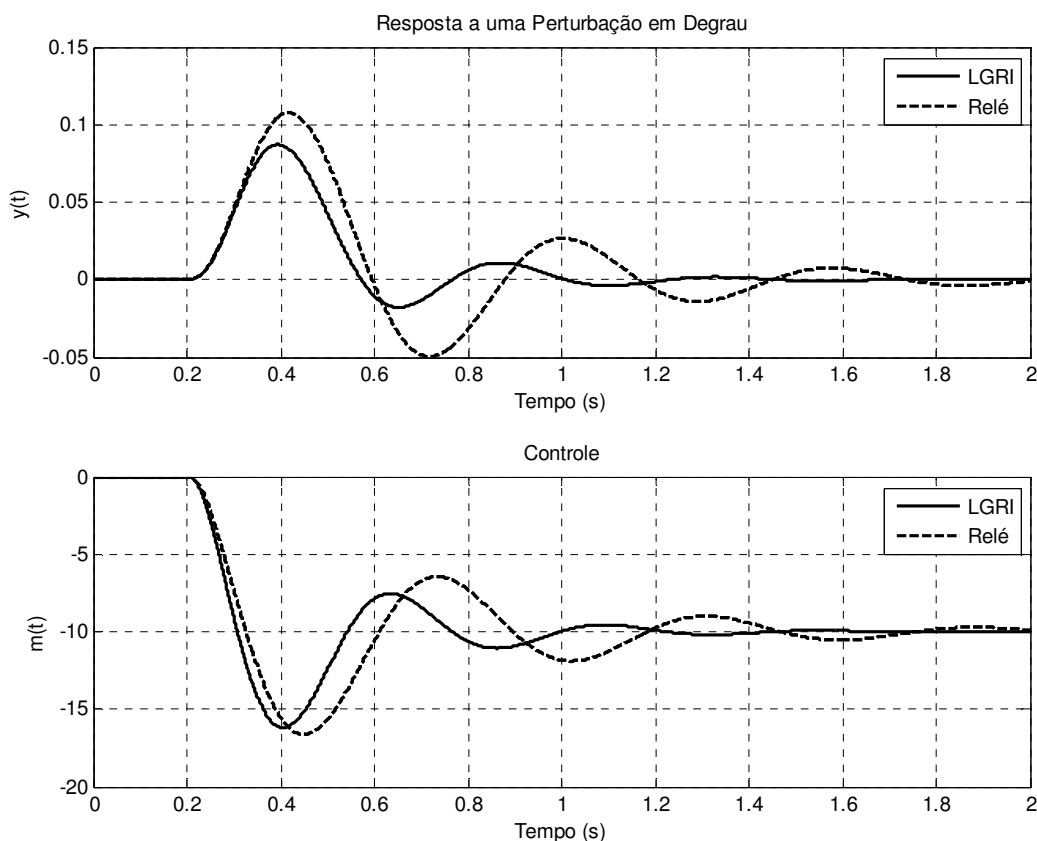 Resposta a uma Perturbação em Degrau
0.15
0.1
0.05
0
-0.05
y(t)
LGRI
Relé
0 0.2 0.4 0.6 0.8 1 1.2 1.4 1.6 1.8 2
Tempo (s)
Controle
0
-5
-10
-15
-20
m(t)
LGRI
Relé
0 0.2 0.4 0.6 0.8 1 1.2 1.4 1.6 1.8 2
Tempo (s)